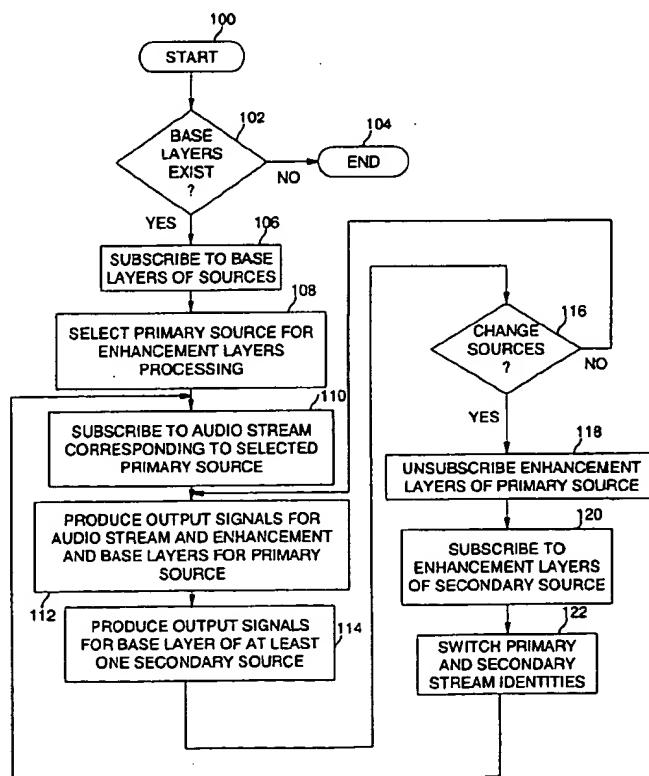 100
START
102
BASE
LAYERS
EXIST
?
104
END
NO
YES
106
SUBSCRIBE TO BASE
LAYERS OF SOURCES
108
SELECT PRIMARY SOURCE FOR
ENHANCEMENT LAYERS
PROCESSING
110
SUBSCRIBE TO AUDIO STREAM
CORRESPONDING TO SELECTED
PRIMARY SOURCE
PRODUCE OUTPUT SIGNALS FOR
AUDIO STREAM AND ENHANCEMENT
AND BASE LAYERS FOR PRIMARY
SOURCE
112
PRODUCE OUTPUT SIGNALS
FOR BASE LAYER OF AT LEAST
ONE SECONDARY SOURCE
114
116
CHANGE
SOURCES
?
NO
YES
118
UNSUBSCRIBE ENHANCEMENT
LAYERS OF PRIMARY SOURCE
120
SUBSCRIBE TO
ENHANCEMENT LAYERS
OF SECONDARY SOURCE
122
SWITCH PRIMARY
AND SECONDARY
STREAM IDENTITIES